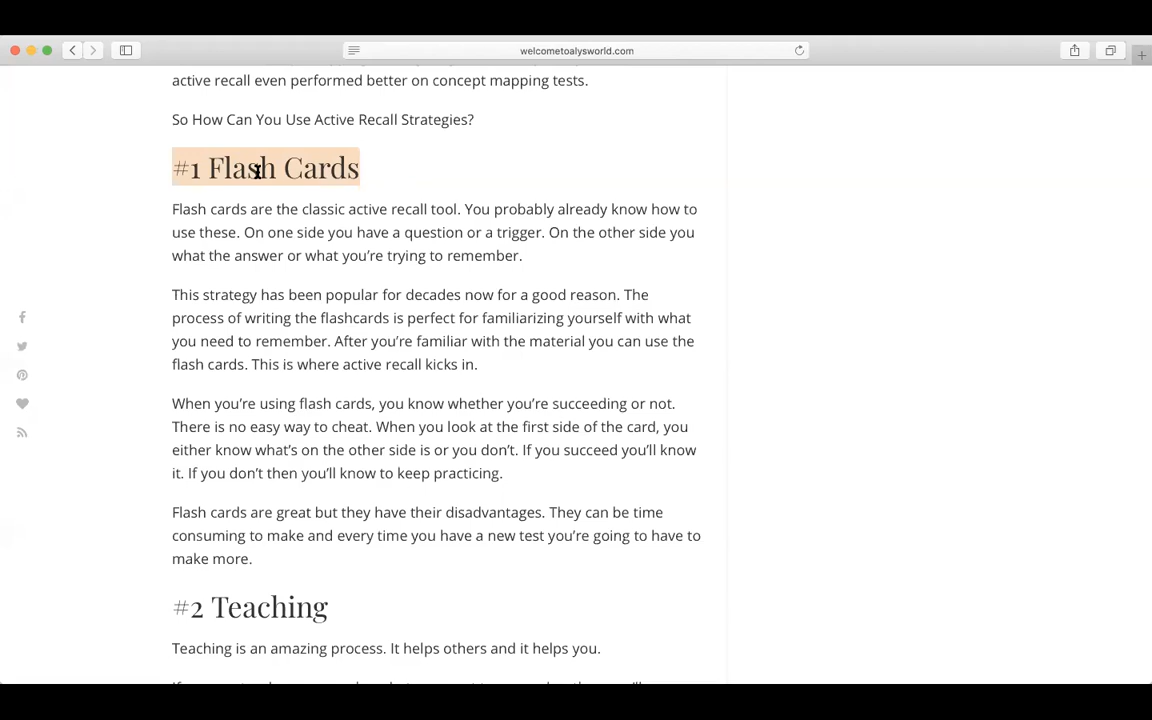 welcometoalysworld.com
active recall even performed better on concept mapping tests.
So How Can You Use Active Recall Strategies?
#1 Flash Cards
Flash cards are the classic active recall tool. You probably already know how to
use these. On one side you have a question or a trigger. On the other side you
what the answer or what you’re trying to remember.
This strategy has been popular for decades now for a good reason. The
process of writing the flashcards is perfect for familiarizing yourself with what
you need to remember. After you’re familiar with the material you can use the
flash cards. This is where active recall kicks in.
When you’re using flash cards, you know whether you’re succeeding or not.
There is no easy way to cheat. When you look at the first side of the card, you
either know what’s on the other side is or you don’t. If you succeed you’ll know
it. If you don’t then you’ll know to keep practicing.
Flash cards are great but they have their disadvantages. They can be time
consuming to make and every time you have a new test you’re going to have to
make more.
#2 Teaching
Teaching is an amazing process. It helps others and it helps you.